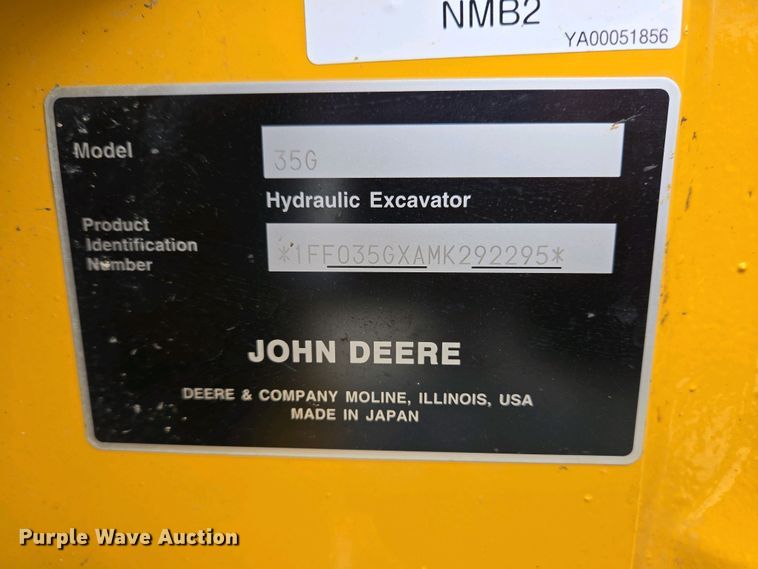 NMB2
YA00051856
Model 35G
Hydraulic Excavator
Product
Identification
Number
*1FF035GXAMK292295*
JOHN DEERE
DEERE & COMPANY MOLINE, ILLINOIS, USA
MADE IN JAPAN
Purple Wave Auction